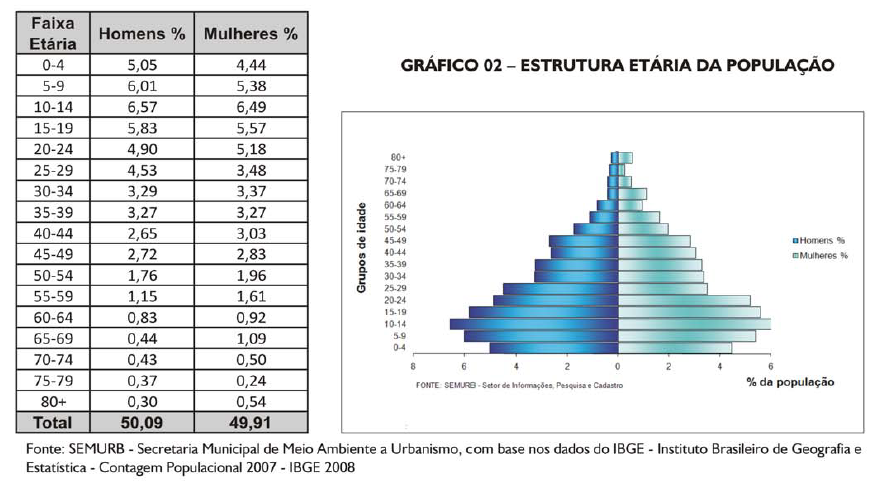 Faixa Etária Homens % Mulheres %
0-4 5,05 4,44
5-9 6,01 5,38
10-14 6,57 6,49
15-19 5,83 5,57
20-24 4,90 5,18
25-29 4,53 3,48
30-34 3,29 3,37
35-39 3,27 3,27
40-44 2,65 3,03
45-49 2,72 2,83
50-54 1,76 1,96
55-59 1,15 1,61
60-64 0,83 0,92
65-69 0,44 1,09
70-74 0,43 0,50
75-79 0,37 0,24
80+ 0,30 0,54
Total 50,09 49,91
GRÁFICO 02 – ESTRUTURA ETÁRIA DA POPULAÇÃO
Grupos de idade
80+
75-79
70-74
65-69
60-64
55-59
50-54
45-49
40-44
35-39
30-34
25-29
20-24
15-19
10-14
5-9
0-4
8 6 4 2 0 2 4 6
Homens %
Mulheres %
% da população
FONTE: SEMUREI - Setor de Informações, Pesquisa e Cadastro
Fonte: SEMURB - Secretaria Municipal de Meio Ambiente a Urbanismo, com base nos dados do IBGE - Instituto Brasileiro de Geografia e
Estatística - Contagem Populacional 2007 - IBGE 2008